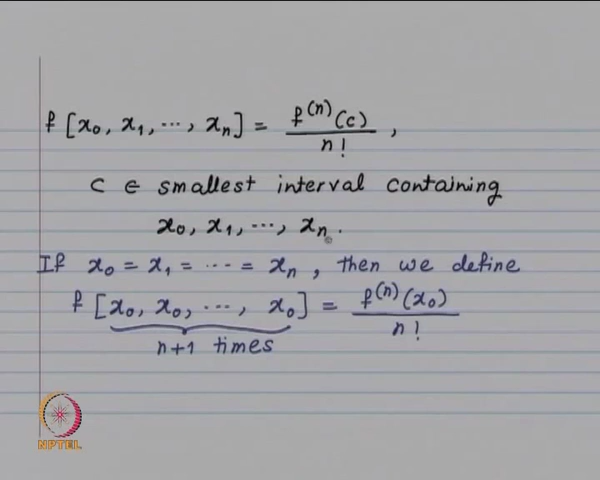 f [x₀, x₁, ⋯, xₙ] = f⁽ⁿ⁾(c) / n! ,
c ∈ smallest interval containing
x₀, x₁, ⋯, xₙ.
If x₀ = x₁ = ⋯ = xₙ, then we define
f [x₀, x₀, ⋯, x₀] = f⁽ⁿ⁾(x₀) / n!
n+1 times
NPTEL